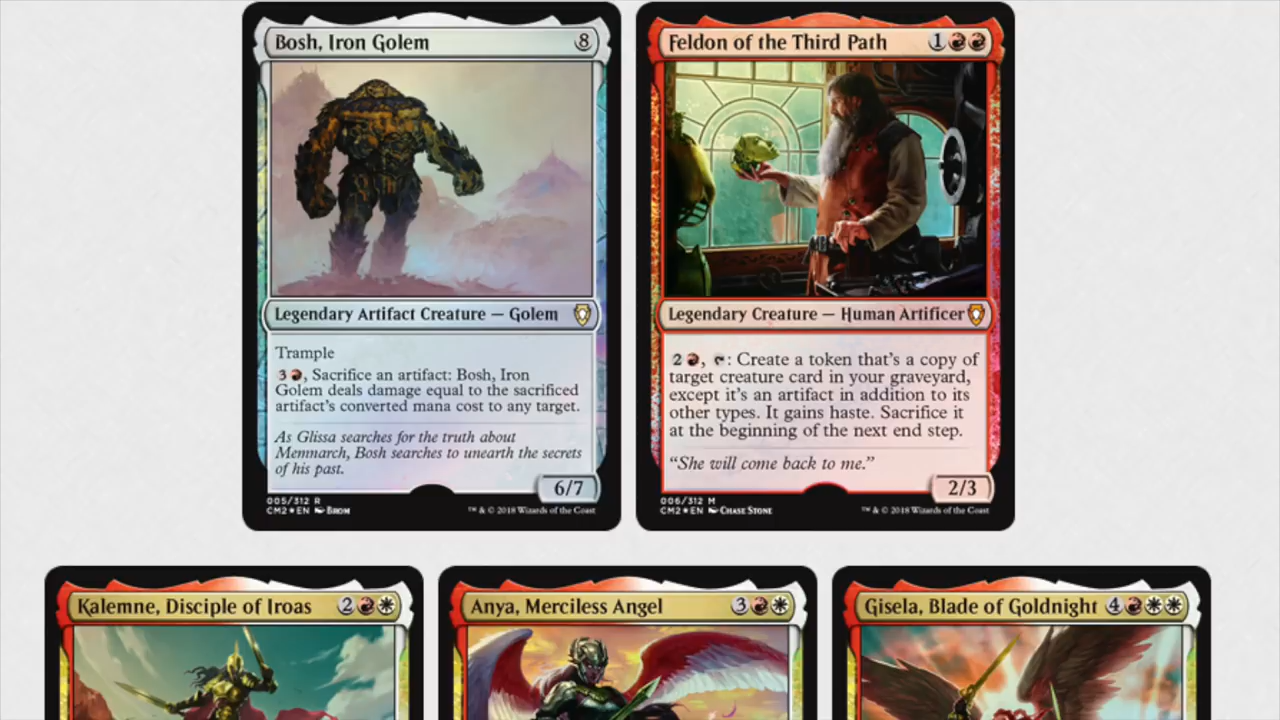 Bosh, Iron Golem 8
Legendary Artifact Creature — Golem
Trample
3, Sacrifice an artifact: Bosh, Iron
Golem deals damage equal to the sacrificed
artifact's converted mana cost to any target.
As Glissa searches for the truth about
Memnarch, Bosh searches to unearth the secrets
of his past.
6/7
005/312 R
CM2★EN Brom
™ & © 2018 Wizards of the Coast
Feldon of the Third Path 1
Legendary Creature — Human Artificer
2, : Create a token that's a copy of
target creature card in your graveyard,
except it's an artifact in addition to its
other types. It gains haste. Sacrifice it
at the beginning of the next end step.
“She will come back to me.”
2/3
006/312 M
CM2★EN Chase Stone
™ & © 2018 Wizards of the Coast
Kalemne, Disciple of Iroas 2
Anya, Merciless Angel 3
Gisela, Blade of Goldnight 4